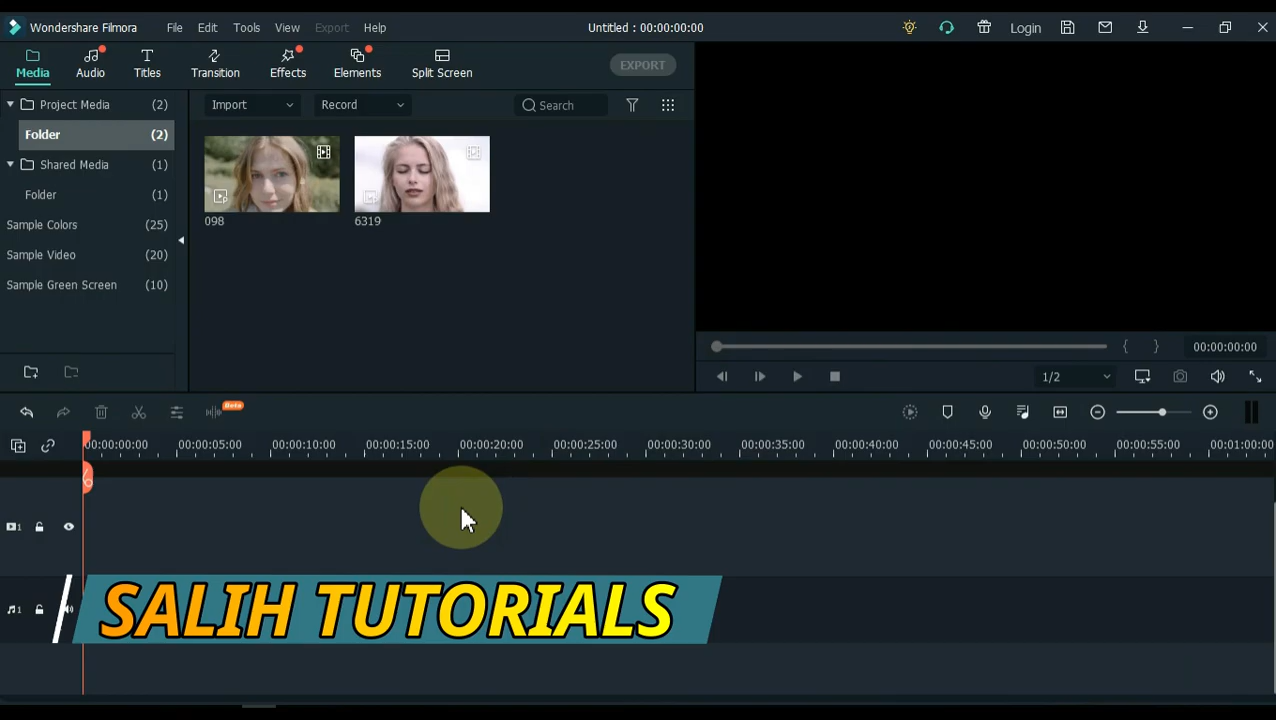 Wondershare Filmora File Edit Tools View Export Help Untitled : 00:00:00:00 Login
Media Audio Titles Transition Effects Elements Split Screen EXPORT
Project Media (2) Import Record Search
Folder (2)
Shared Media (1)
Folder (1)
Sample Colors (25)
Sample Video (20)
Sample Green Screen (10)
098 6319
{ } 00:00:00:00
1/2
Beta
00:00:00:00 00:00:05:00 00:00:10:00 00:00:15:00 00:00:20:00 00:00:25:00 00:00:30:00 00:00:35:00 00:00:40:00 00:00:45:00 00:00:50:00 00:00:55:00 00:01:00:00
1
1
SALIH TUTORIALS